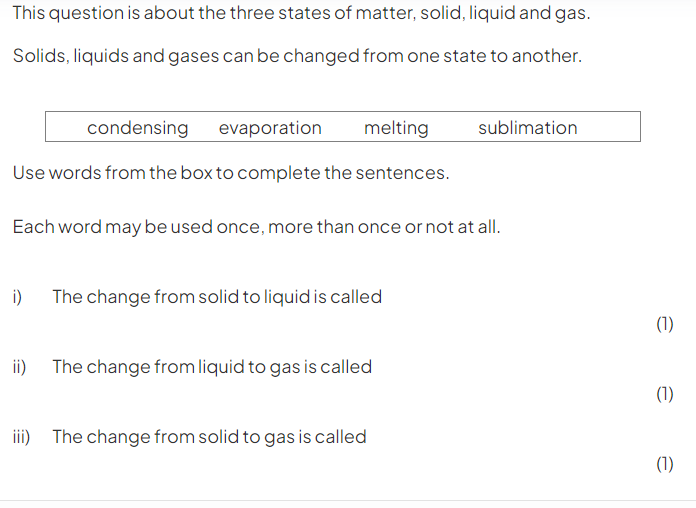 This question is about the three states of matter, solid, liquid and gas.
Solids, liquids and gases can be changed from one state to another.
condensing evaporation melting sublimation
Use words from the box to complete the sentences.
Each word may be used once, more than once or not at all.
i) The change from solid to liquid is called
(1)
ii) The change from liquid to gas is called
(1)
iii) The change from solid to gas is called
(1)